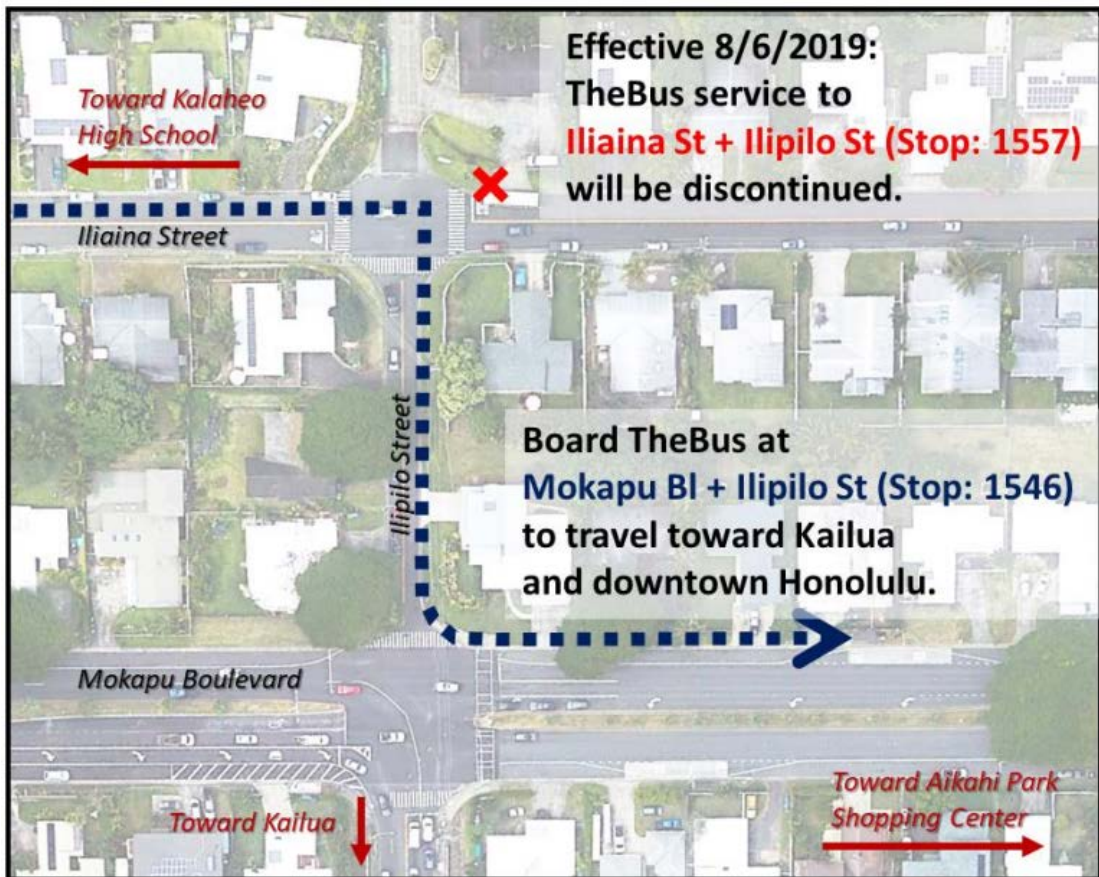 Effective 8/6/2019:
TheBus service to
Iliaina St + Ilipilo St (Stop: 1557)
will be discontinued.
Toward Kalaheo
High School
Iliaina Street
Ilipilo Street
Board TheBus at
Mokapu Bl + Ilipilo St (Stop: 1546)
to travel toward Kailua
and downtown Honolulu.
Mokapu Boulevard
Toward Kailua
Toward Aikahi Park
Shopping Center